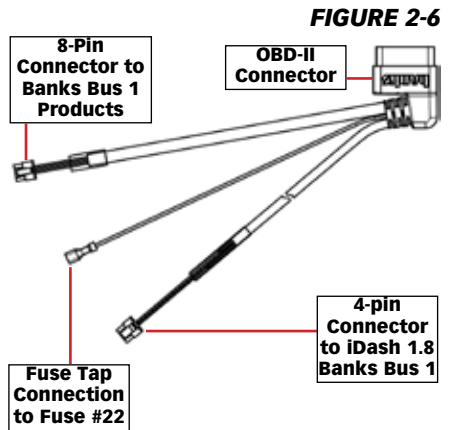 FIGURE 2-6
8-Pin
Connector to
Banks Bus 1
Products
OBD-II
Connector
Banks
4-pin
Connector
to iDash 1.8
Banks Bus 1
Fuse Tap
Connection
to Fuse #22